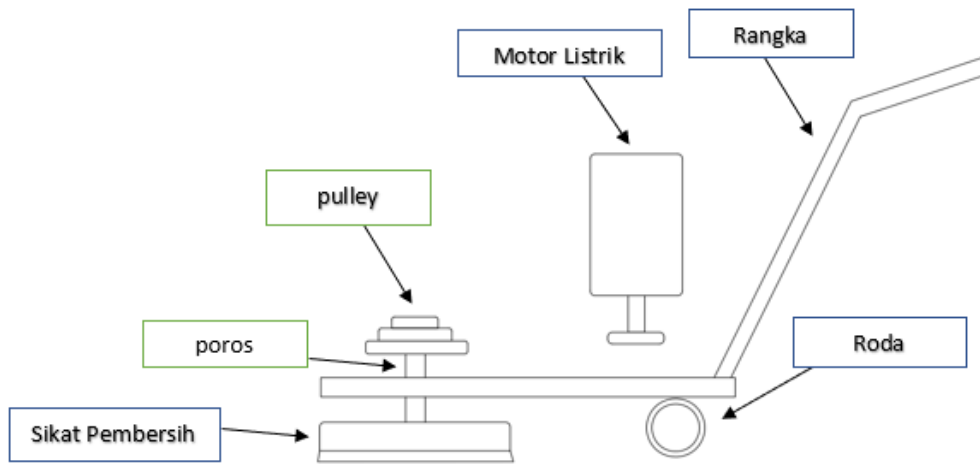 Rangka
Motor Listrik
pulley
poros
Roda
Sikat Pembersih